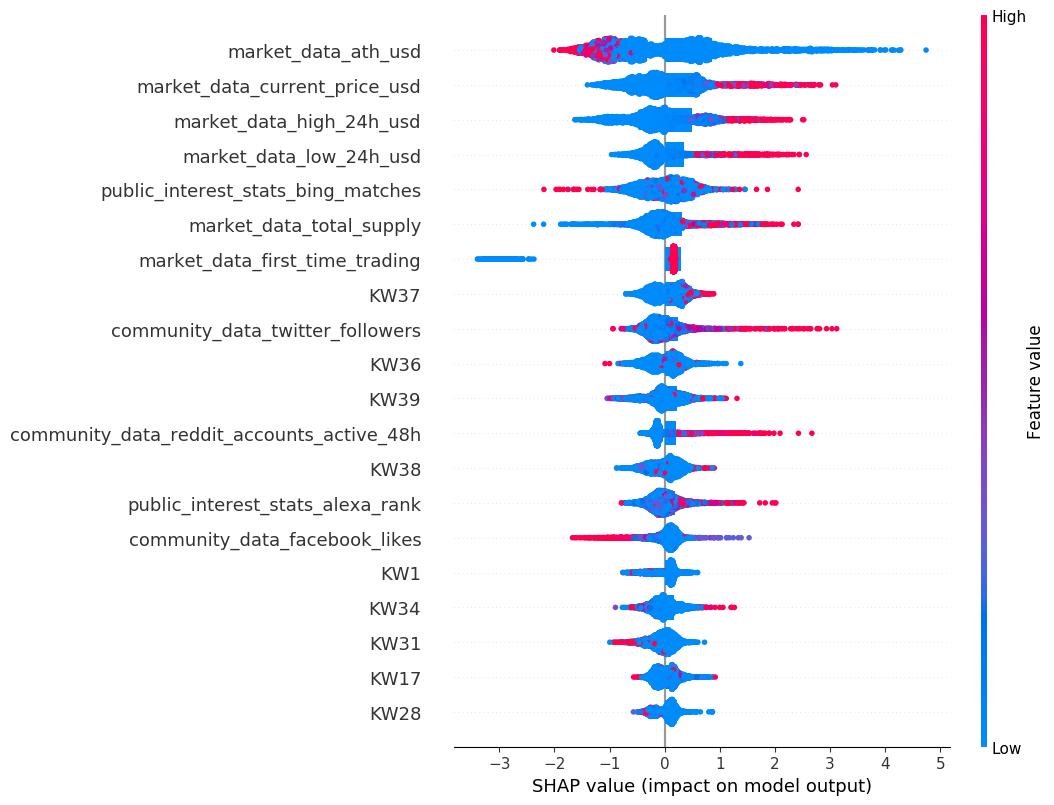 High
market_data_ath_usd
market_data_current_price_usd
market_data_high_24h_usd
market_data_low_24h_usd
public_interest_stats_bing_matches
market_data_total_supply
market_data_first_time_trading
KW37
community_data_twitter_followers
KW36
KW39
community_data_reddit_accounts_active_48h
KW38
public_interest_stats_alexa_rank
community_data_facebook_likes
KW1
KW34
KW31
KW17
KW28
Feature value
Low
−3 −2 −1 0 1 2 3 4 5
SHAP value (impact on model output)